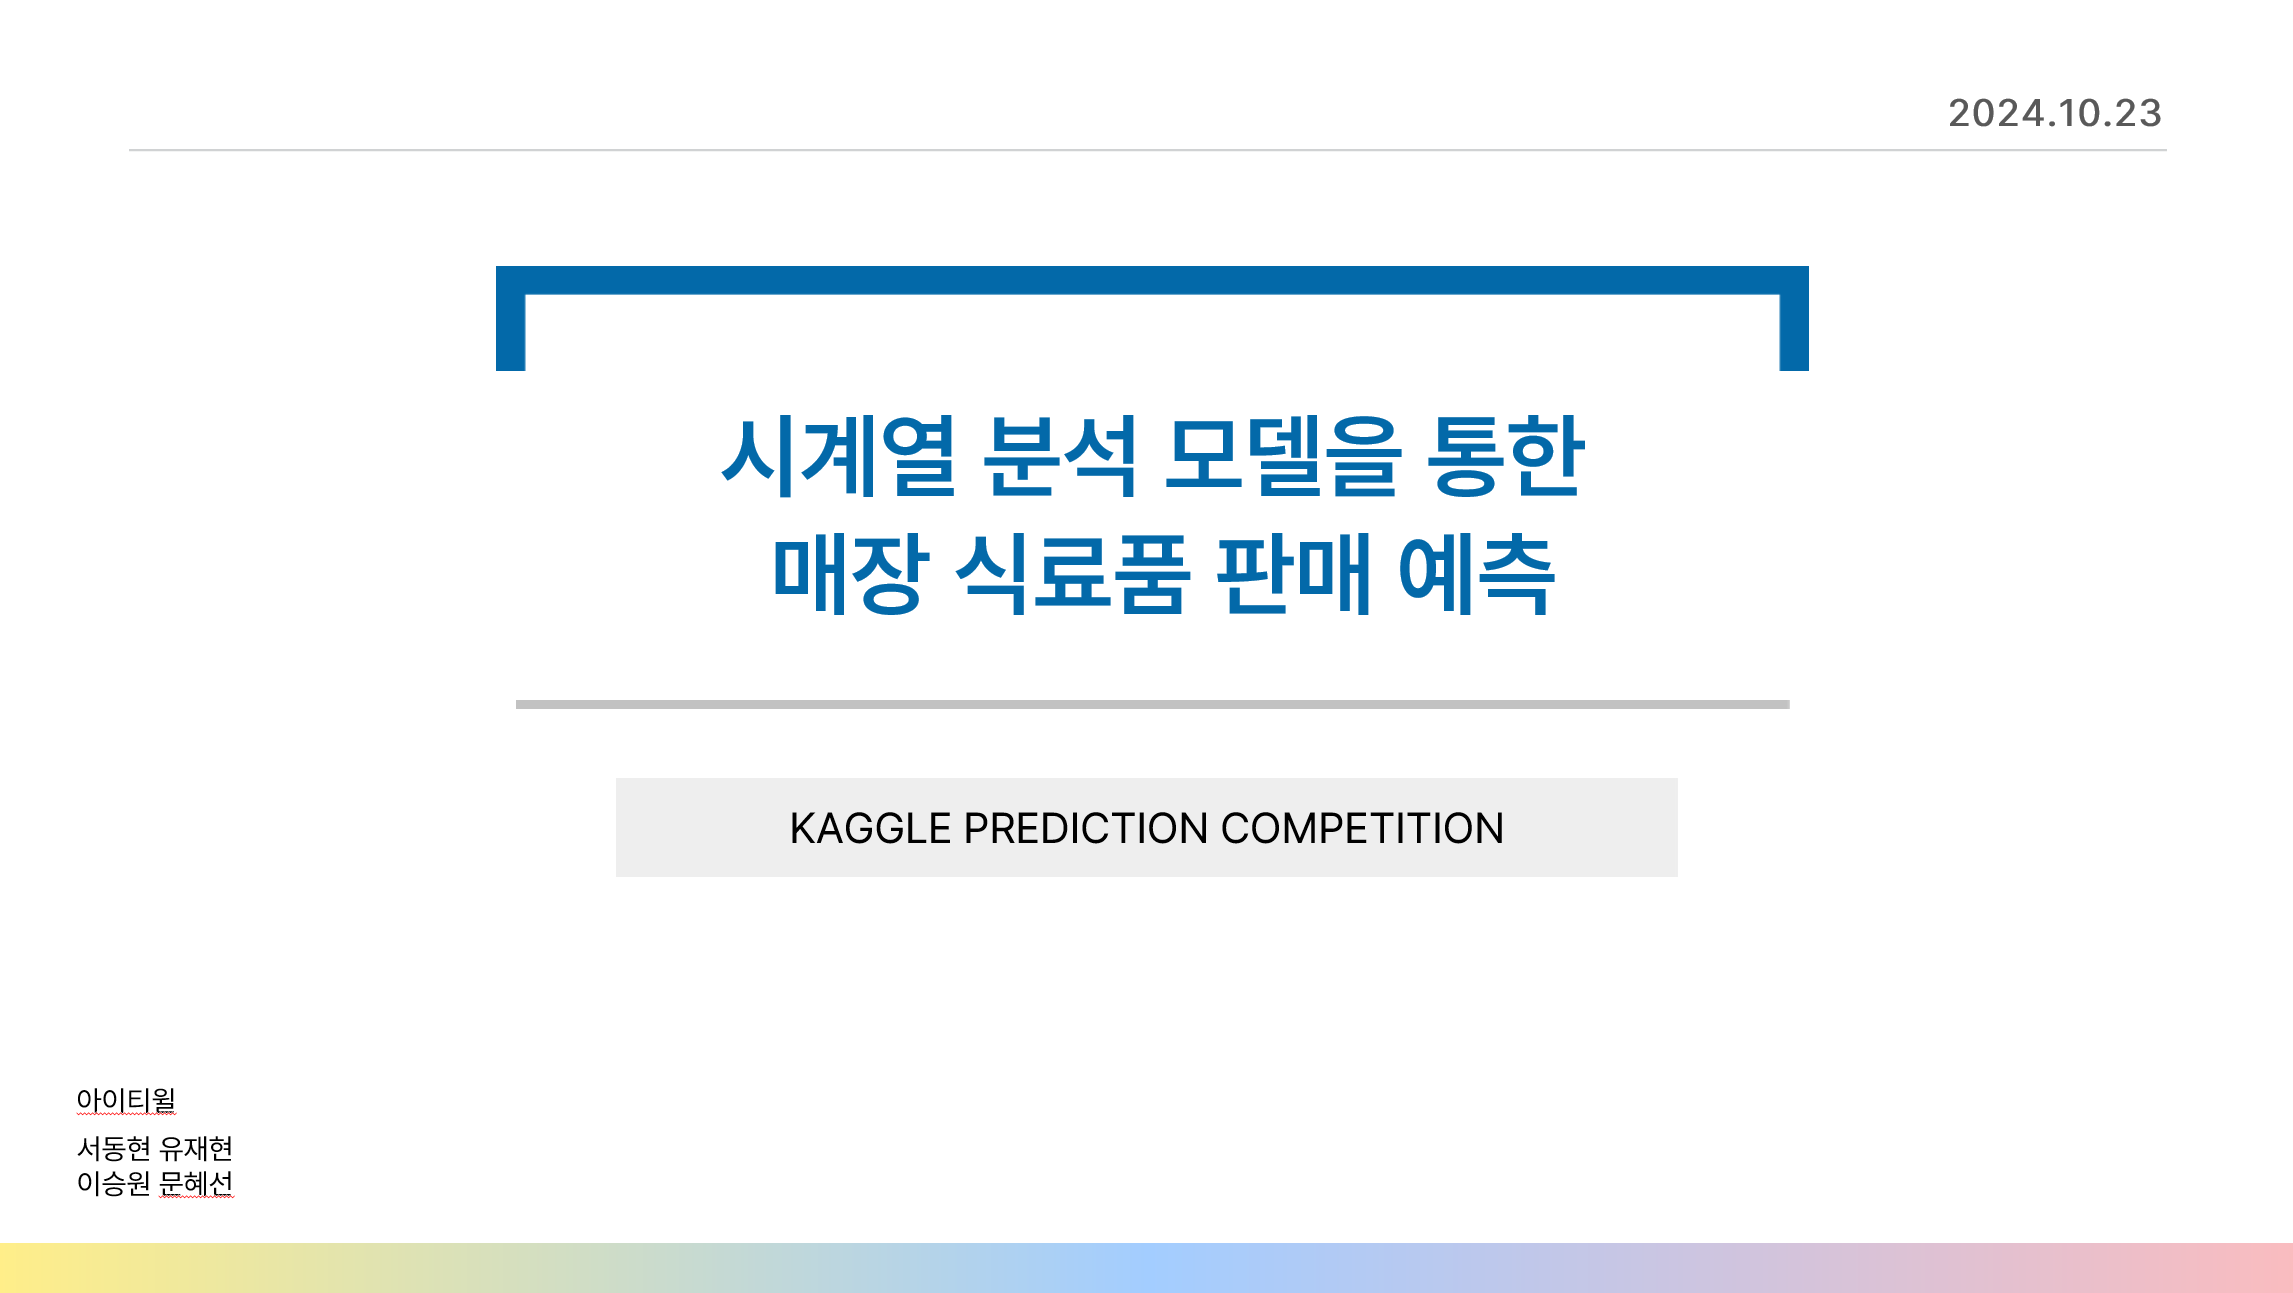 2024.10.23
시계열 분석 모델을 통한
매장 식료품 판매 예측
KAGGLE PREDICTION COMPETITION
아이티윌
서동현 유재현
이승원 문혜선